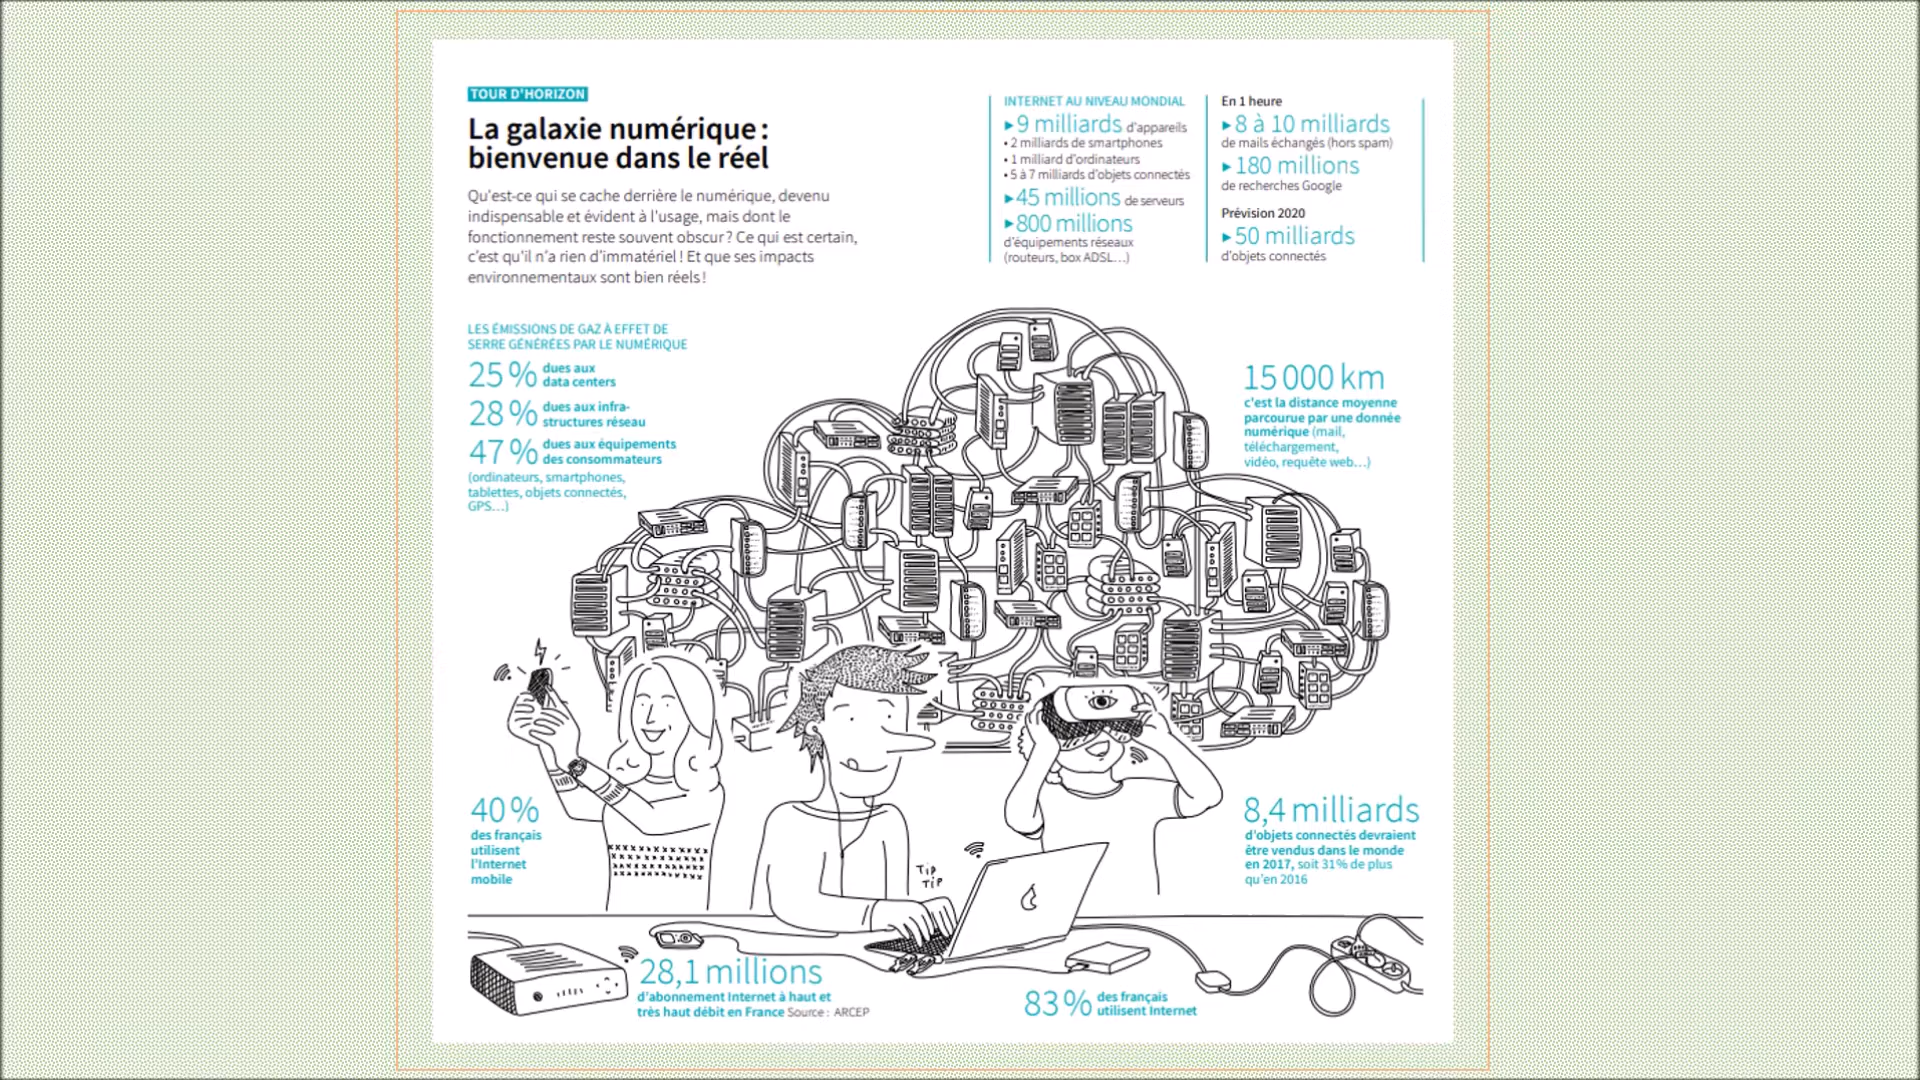 TOUR D'HORIZON
La galaxie numérique :
bienvenue dans le réel
Qu'est-ce qui se cache derrière le numérique, devenu
indispensable et évident à l'usage, mais dont le
fonctionnement reste souvent obscur ? Ce qui est certain,
c'est qu'il n'a rien d'immatériel ! Et que ses impacts
environnementaux sont bien réels !
INTERNET AU NIVEAU MONDIAL
▸9 milliards d'appareils
• 2 milliards de smartphones
• 1 milliard d'ordinateurs
• 5 à 7 milliards d'objets connectés
▸45 millions de serveurs
▸800 millions
d'équipements réseaux
(routeurs, box ADSL...)
En 1 heure
▸8 à 10 milliards
de mails échangés (hors spam)
▸180 millions
de recherches Google
Prévision 2020
▸50 milliards
d'objets connectés
LES ÉMISSIONS DE GAZ À EFFET DE
SERRE GÉNÉRÉES PAR LE NUMÉRIQUE
25 % dues aux
data centers
28 % dues aux infra-
structures réseau
47 % dues aux équipements
des consommateurs
(ordinateurs, smartphones,
tablettes, objets connectés,
GPS...)
15 000 km
c'est la distance moyenne
parcourue par une donnée
numérique (mail,
téléchargement,
vidéo, requête web...)
40 %
des français
utilisent
l'Internet
mobile
8,4 milliards
d'objets connectés devraient
être vendus dans le monde
en 2017, soit 31% de plus
qu'en 2016
TIP
TIP
28,1 millions
d'abonnement Internet à haut et
très haut débit en France Source : ARCEP
83 % des français
utilisent Internet